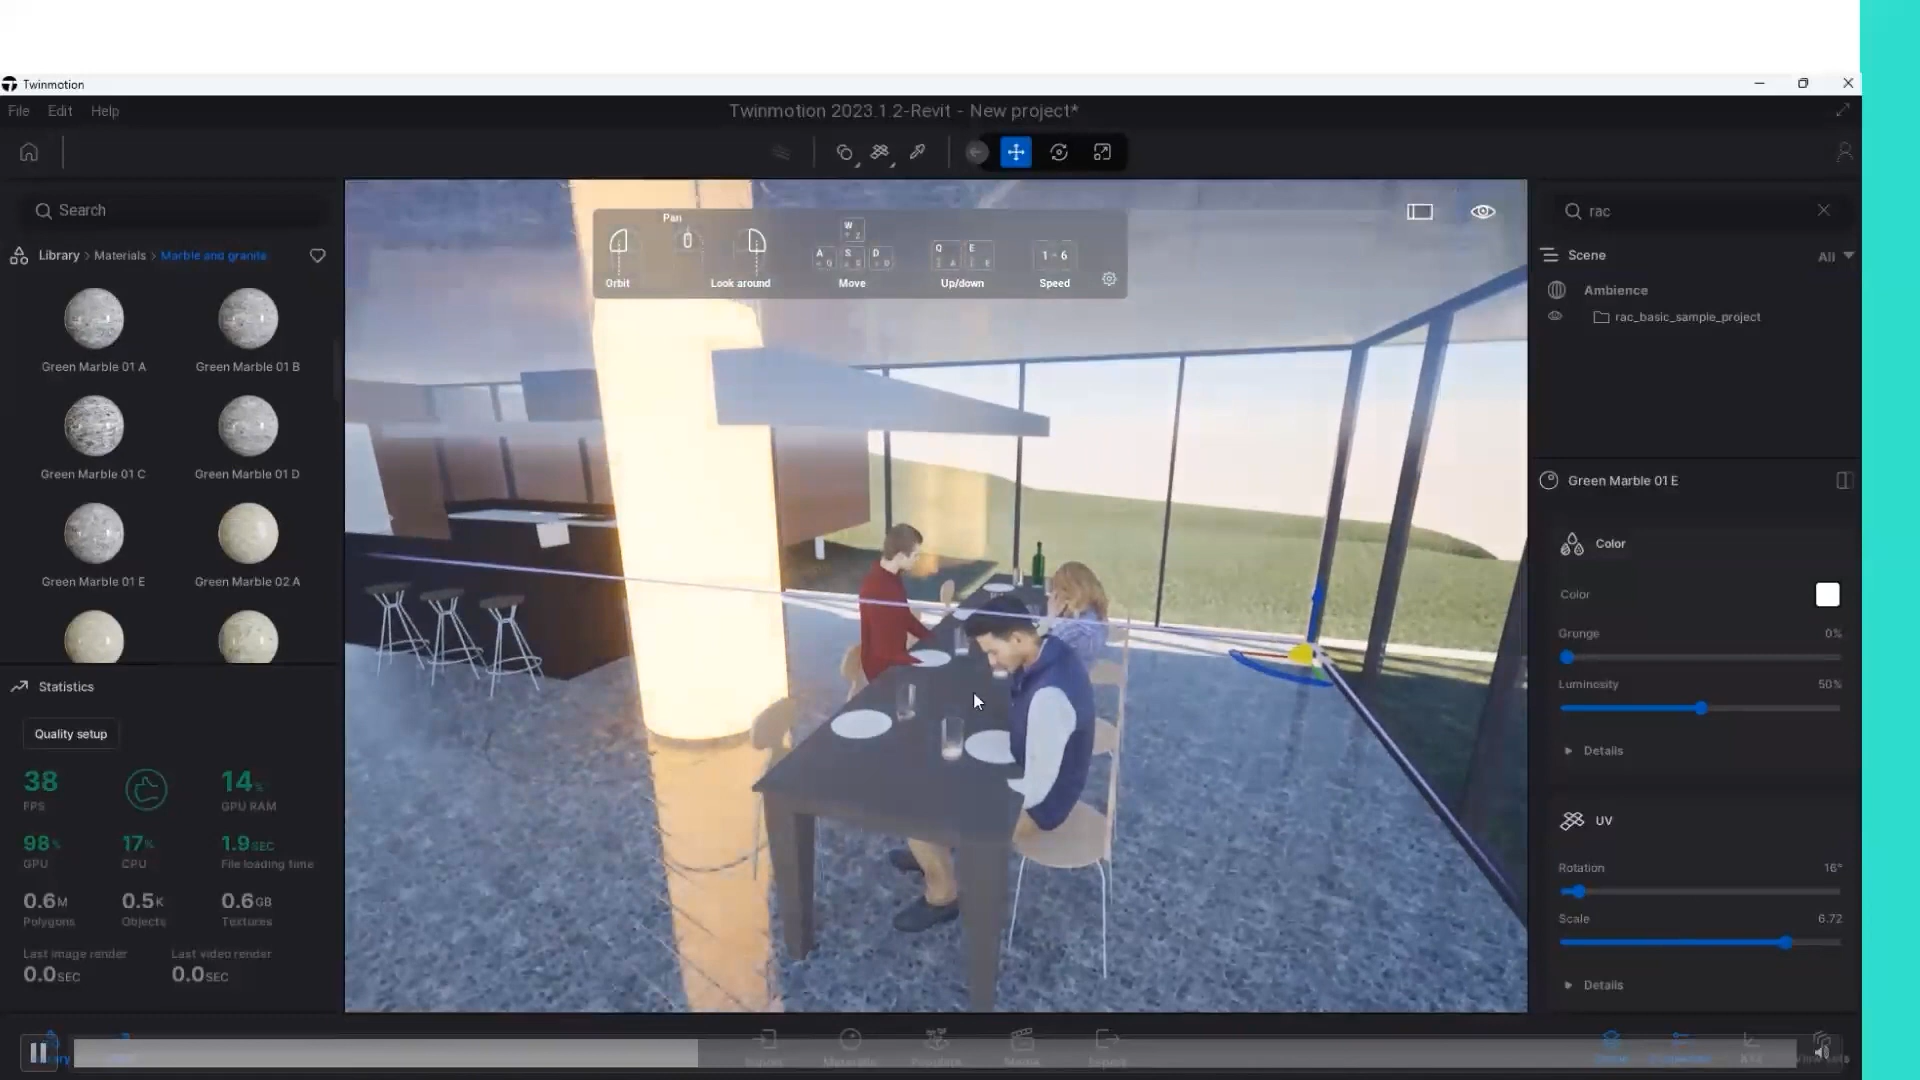 Twinmotion
File Edit Help
Twinmotion 2023.1.2-Revit - New project*
Search
Library > Materials > Marble and granite
Green Marble 01 A
Green Marble 01 B
Green Marble 01 C
Green Marble 01 D
Green Marble 01 E
Green Marble 02 A
Statistics
Quality setup
38 FPS
14% GPU RAM
98% GPU
17% CPU
1.9SEC File loading time
0.6M Polygons
0.5K Objects
0.6GB Textures
Last image render
0.0SEC
Last video render
0.0SEC
Pan
Orbit
Look around
W
A S D
Move
Q E
Up/down
1 - 6
Speed
rac
Scene
All
Ambience
rac_basic_sample_project
Green Marble 01 E
Color
Color
Grunge 0%
Luminosity 50%
Details
UV
Rotation 16°
Scale 6.72
Details